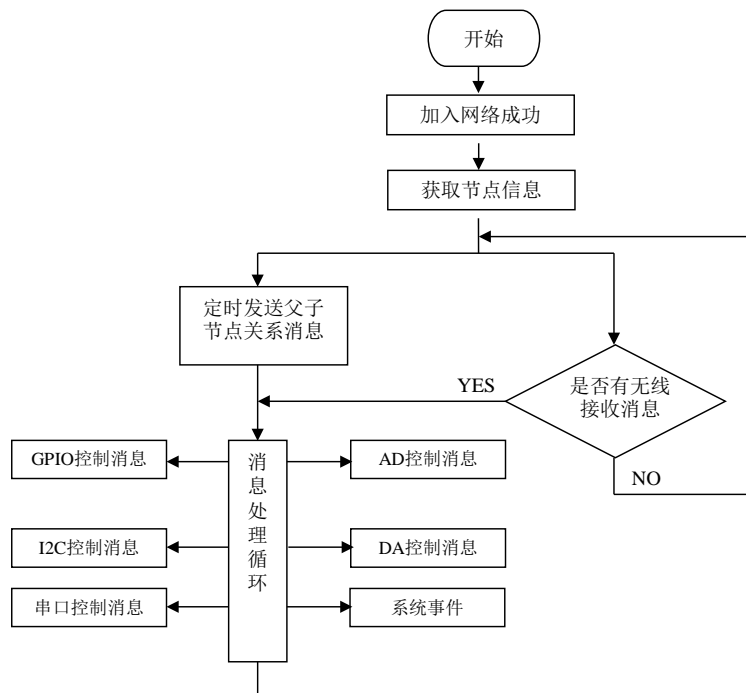 开始
加入网络成功
获取节点信息
定时发送父子
节点关系消息
YES
是否有无线
接收消息
NO
GPIO控制消息
消息处理循环
AD控制消息
I2C控制消息
DA控制消息
串口控制消息
系统事件